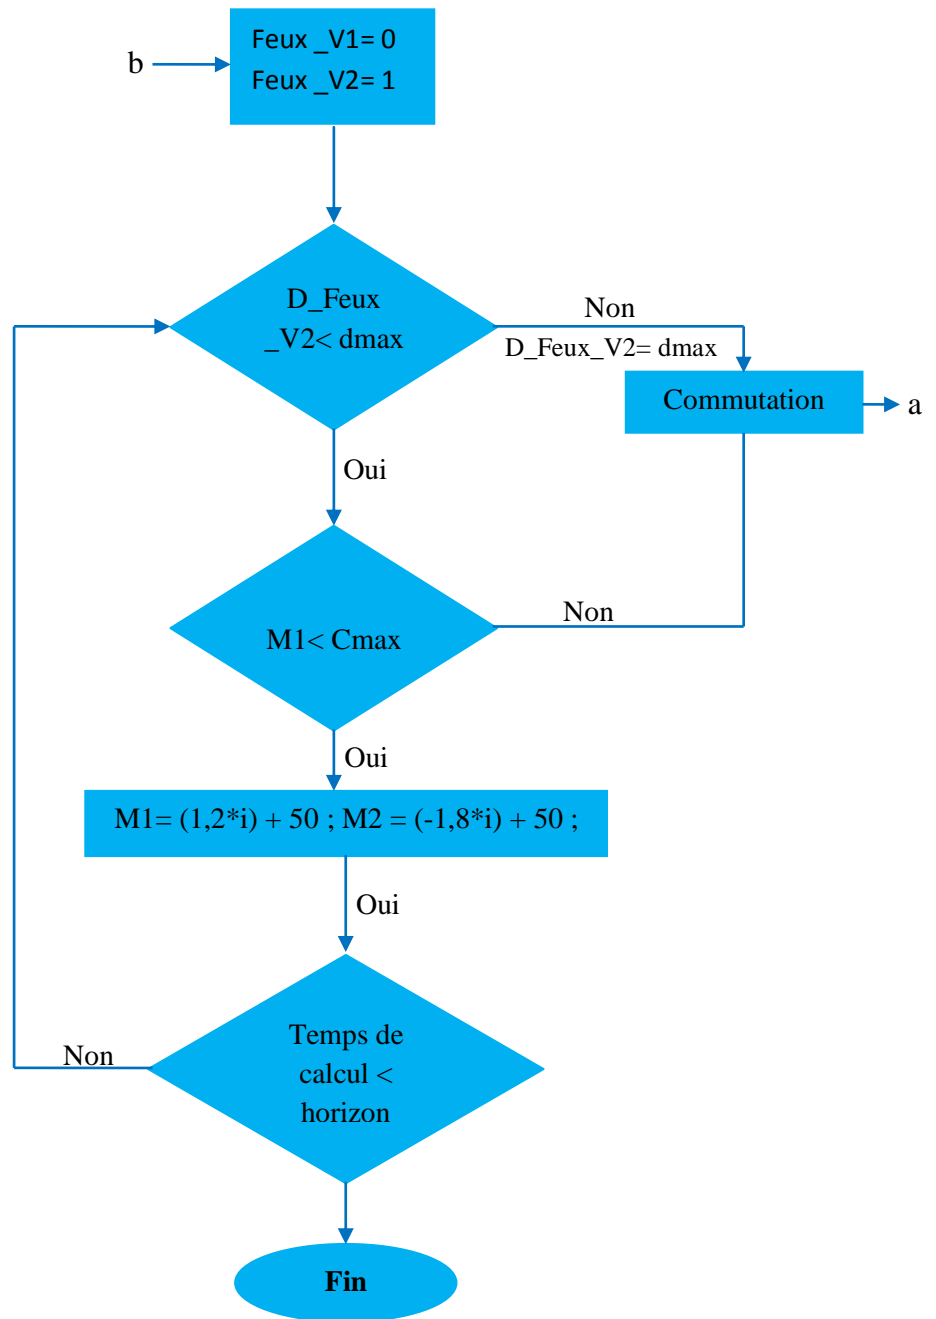 Feux _V1= 0
b
Feux _V2= 1
D_Feux
_V2< dmax
Non
D_Feux_V2= dmax
Commutation
a
Oui
M1< Cmax
Non
Oui
M1= (1,2*i) + 50 ; M2 = (-1,8*i) + 50 ;
Oui
Temps de
calcul <
horizon
Non
Fin